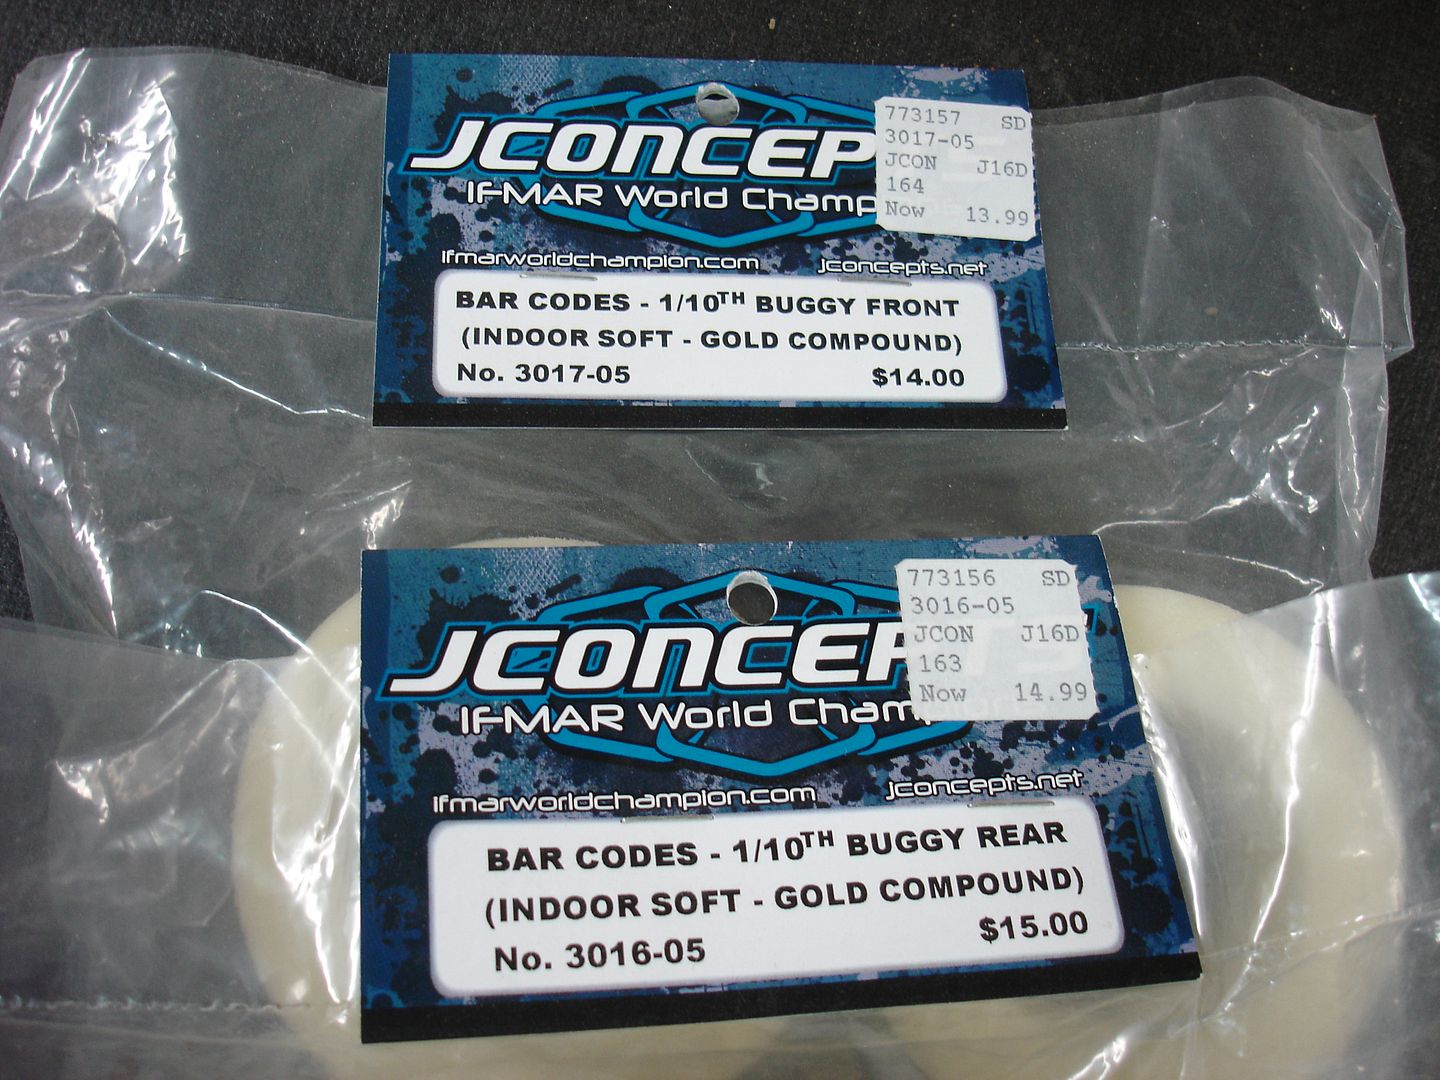 JCONCEP
IFMAR World Champ
773157 SD
3017-05
JCON J16D
164
Now 13.99
ifmarworldchampion.com jconcepts.net
BAR CODES - 1/10TH BUGGY FRONT
(INDOOR SOFT - GOLD COMPOUND)
No. 3017-05 $14.00
JCONCEPTS
IFMAR World Cham
773156 SD
3016-05
JCON J16D
163
Now 14.99
ifmarworldchampion.com jconcepts.net
BAR CODES - 1/10TH BUGGY REAR
(INDOOR SOFT - GOLD COMPOUND)
No. 3016-05 $15.00